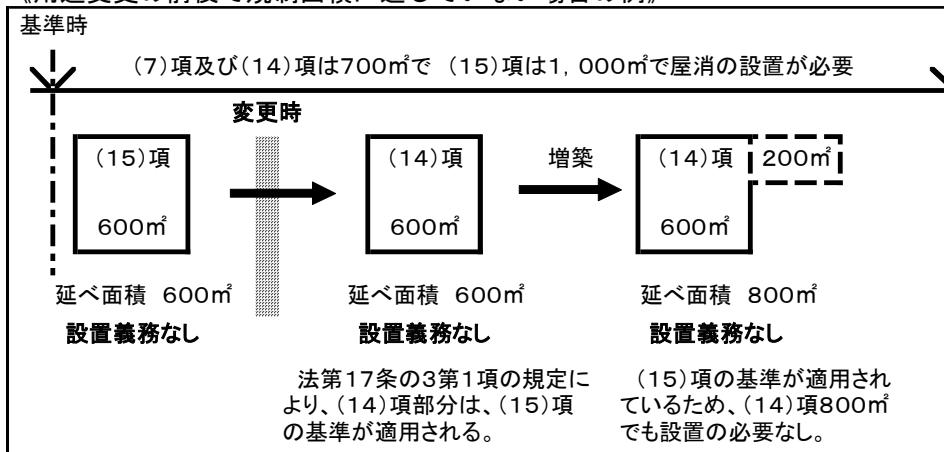 《用途変更の前後で規制面積に達していない場合の例》
基準時
(7)項及び(14)項は700㎡で (15)項は1,000㎡で屋消の設置が必要
変更時
(15)項
600㎡
延べ面積 600㎡
設置義務なし
(14)項
600㎡
延べ面積 600㎡
設置義務なし
法第17条の3第1項の規定に
より、(14)項部分は、(15)項
の基準が適用される。
増築
(14)項
200㎡
600㎡
延べ面積 800㎡
設置義務なし
(15)項の基準が適用され
ているため、(14)項800㎡
でも設置の必要なし。